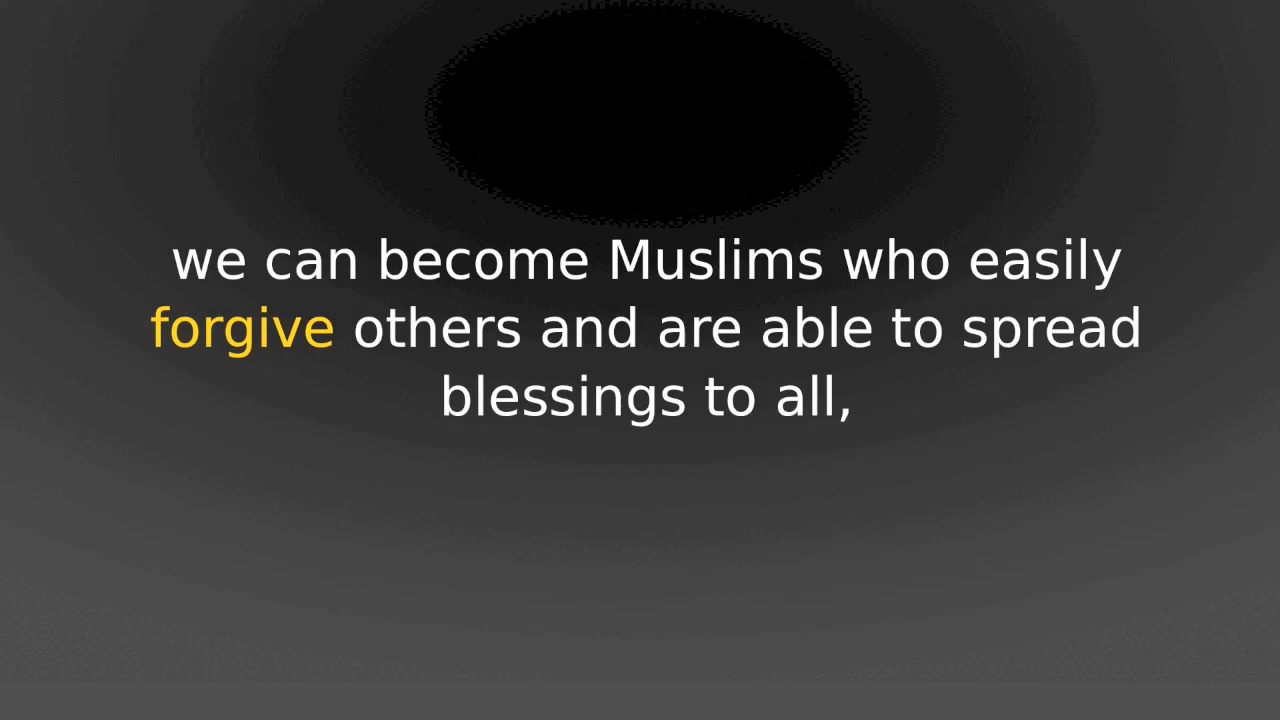 we can become Muslims who easily
forgive others and are able to spread
blessings to all,